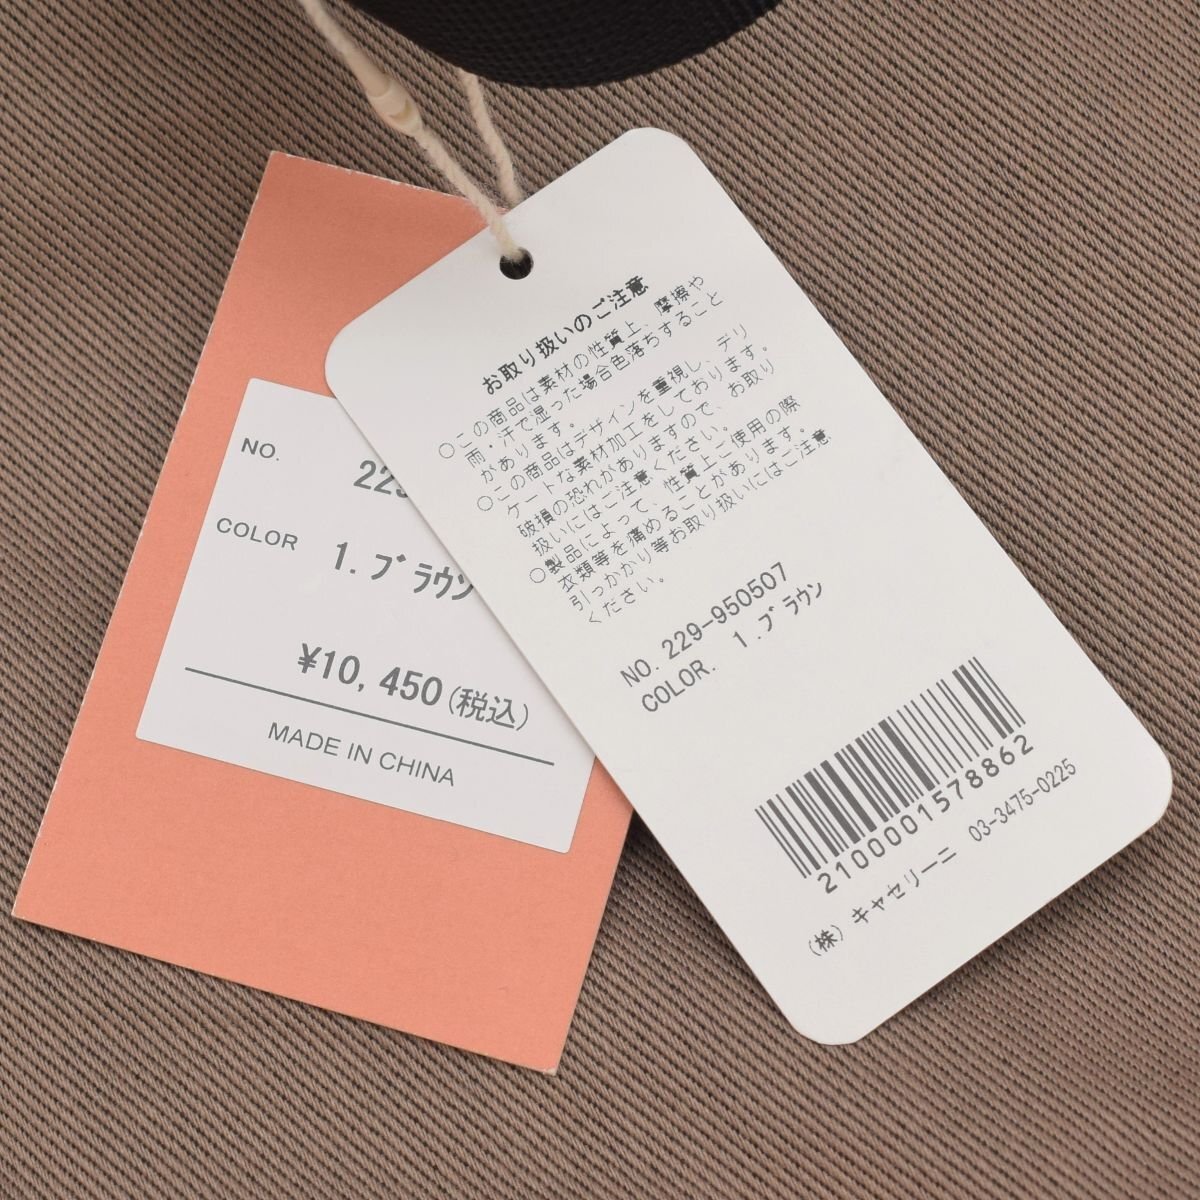 NO. 229
COLOR 1.ブラウン
¥10,450(税込)
MADE IN CHINA
お取り扱いのご注意
○この商品は素材の性質上、摩擦や
雨・汗で湿った場合色落ちすること
があります。
○この商品はデザインを重視し、デリ
ケートな素材加工をしております。
破損の恐れがありますので、お取り
扱いにはご注意ください。
○製品によって、性質上ご使用の際
衣類等を痛めることがあります。
引っかかり等お取り扱いにはご注意
ください。
NO. 229-950507
COLOR. 1.ブラウン
2100001578862
(株) キャセリーニ 03-3475-0225